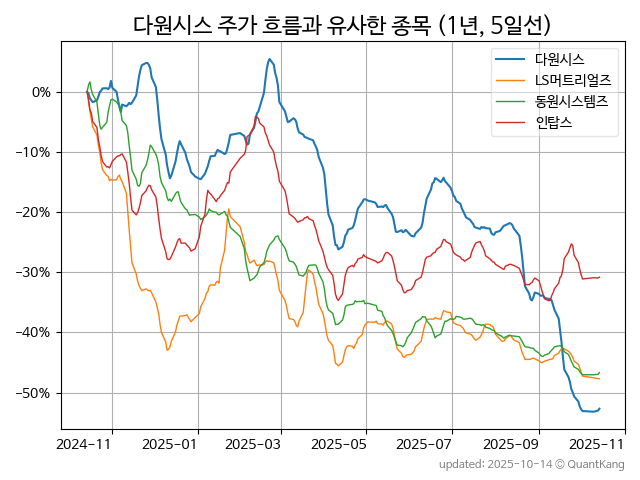 다원시스 주가 흐름과 유사한 종목 (1년, 5일선)
다원시스
LS머트리얼즈
동원시스템즈
인탑스
0%
−10%
−20%
−30%
−40%
−50%
2024-11 2025-01 2025-03 2025-05 2025-07 2025-09 2025-11
updated: 2025-10-14 © QuantKang